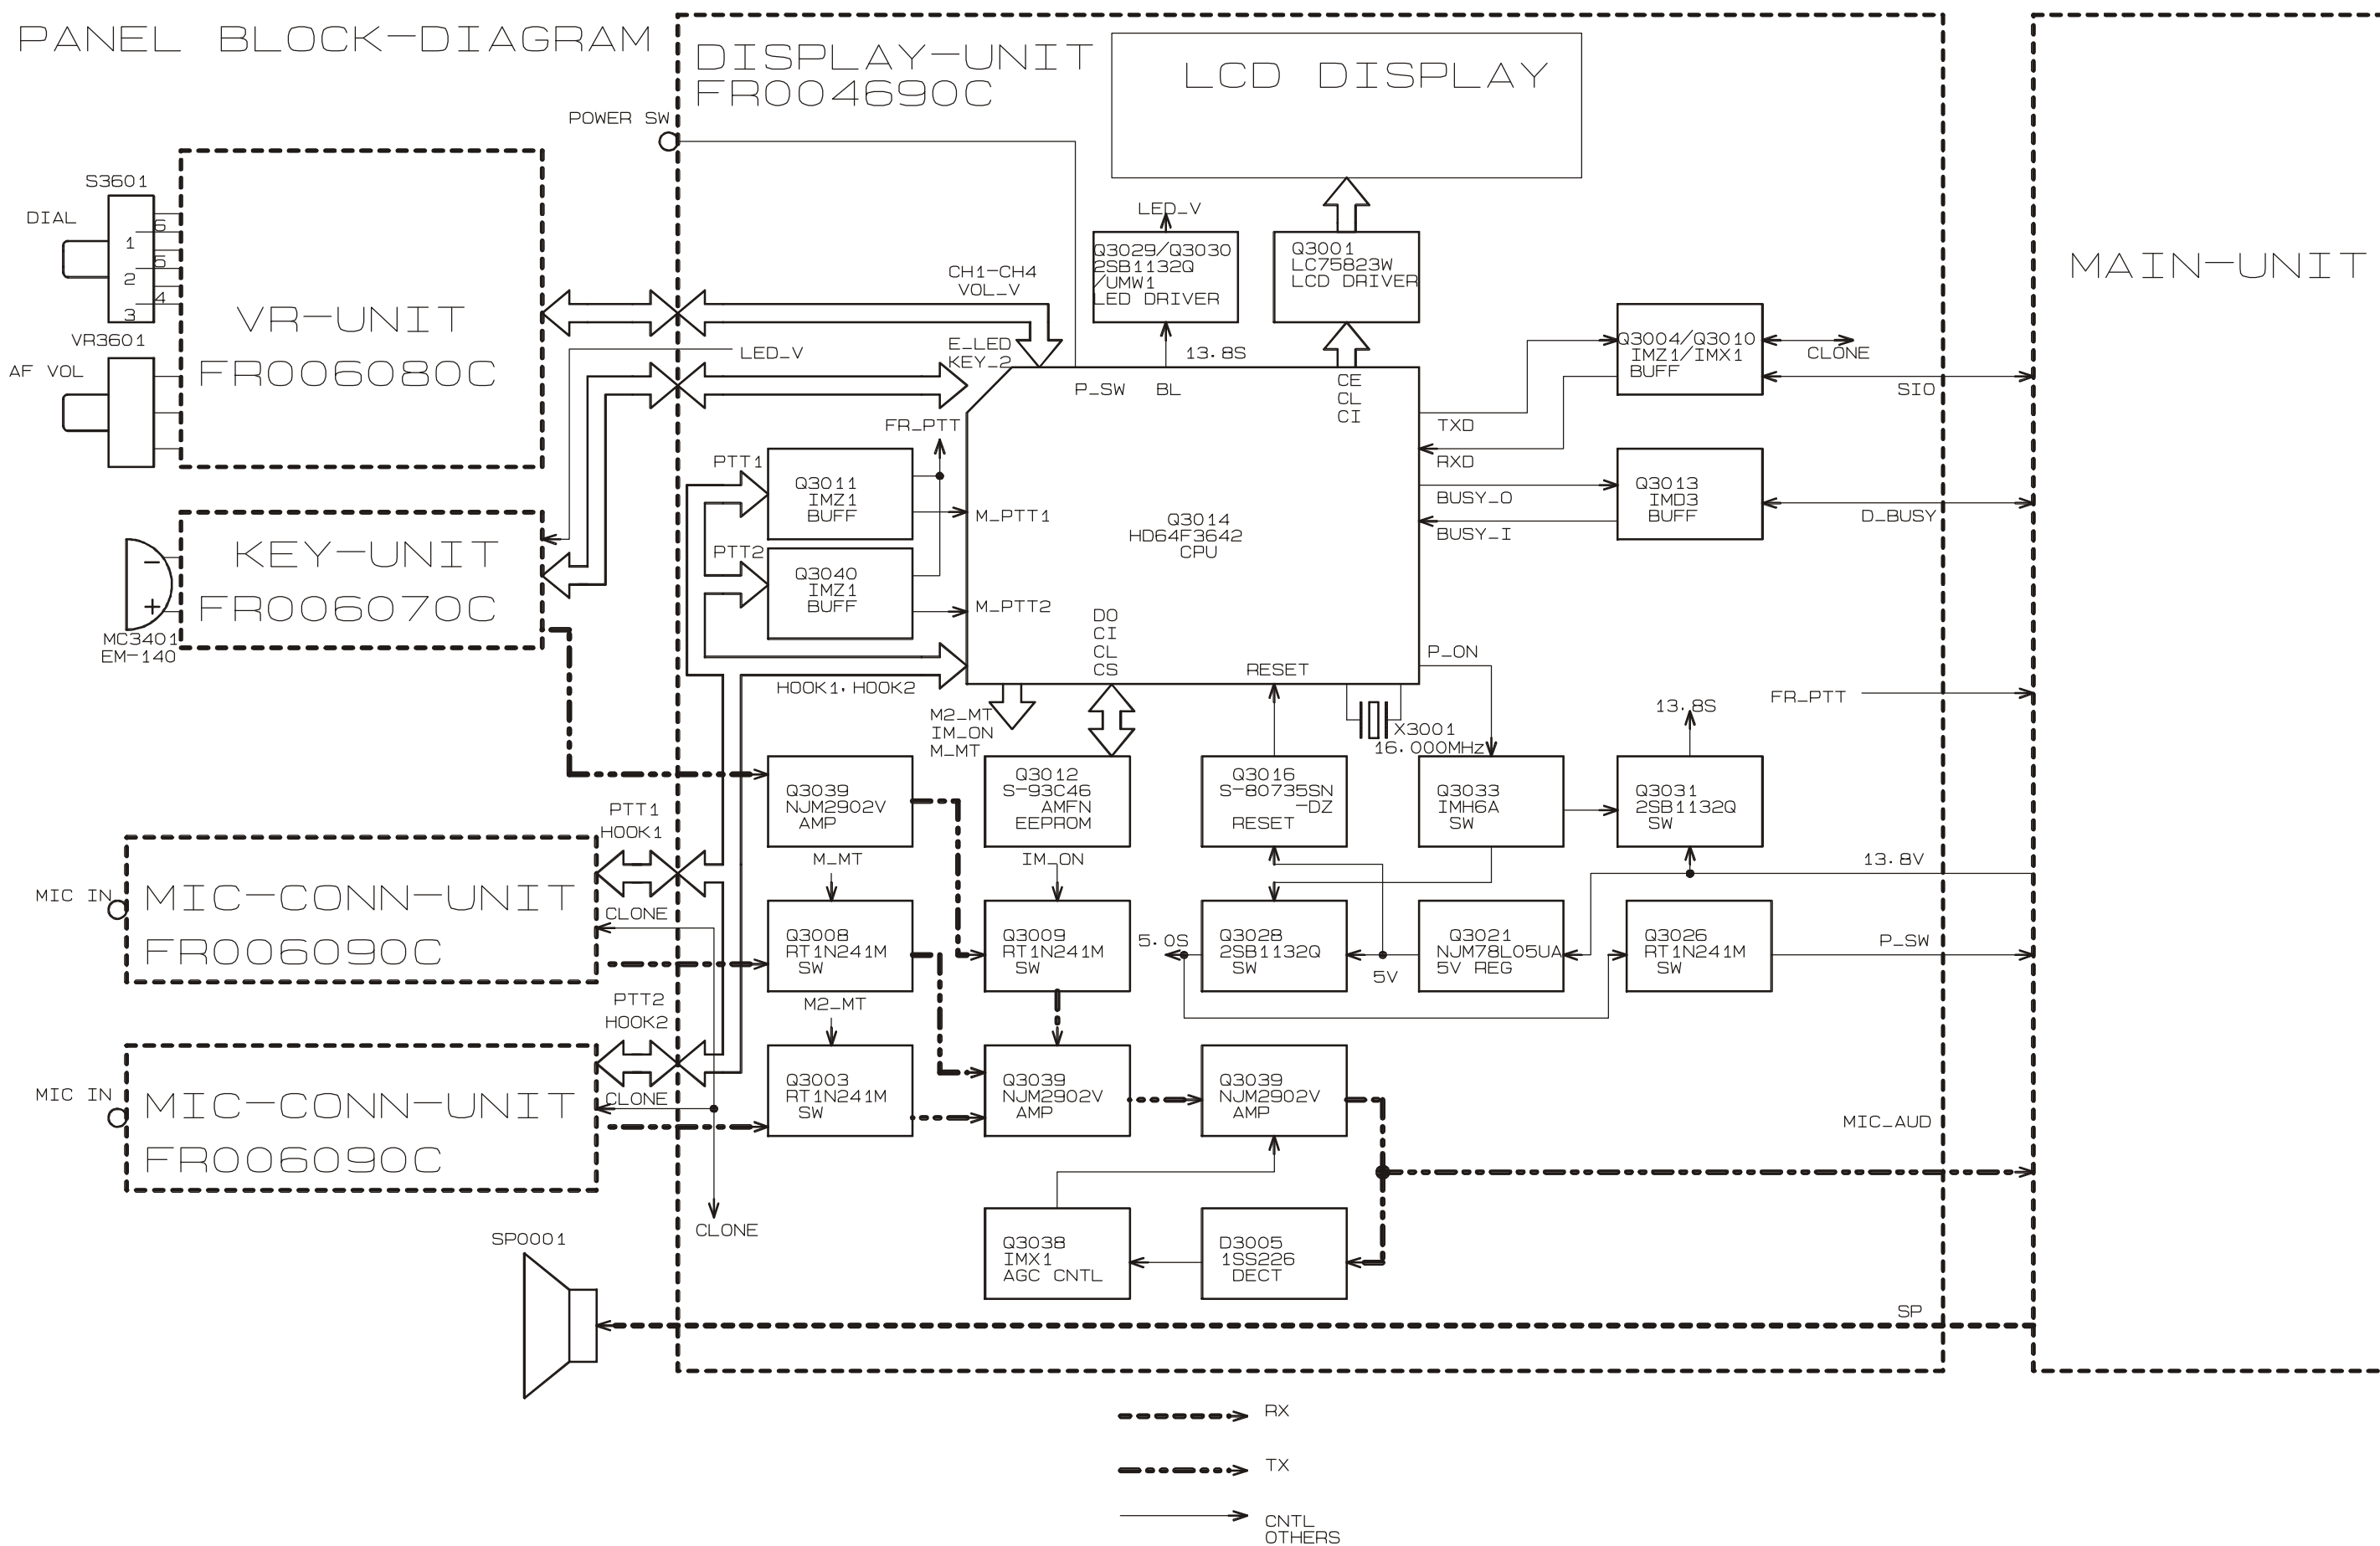 PANEL BLOCK-DIAGRAM
DISPLAY-UNIT
FR004690C
LCD DISPLAY
MAIN-UNIT
POWER SW
S3601
DIAL
6
1
5
2
4
3
VR3601
AF VOL
VR-UNIT
FR006080C
LED_V
KEY-UNIT
FR006070C
MC3401
EM-140
CH1-CH4
VOL_V
E_LED
KEY_2
LED_V
Q3029/Q3030
2SB1132Q
/UMW1
LED DRIVER
13.8S
Q3001
LC75823W
LCD DRIVER
P_SW
BL
CE
CL
CI
Q3004/Q3010
IMZ1/IMX1
BUFF
CLONE
SIO
TXD
RXD
BUSY_O
BUSY_I
Q3013
IMD3
BUFF
D_BUSY
FR_PTT
PTT1
Q3011
IMZ1
BUFF
M_PTT1
PTT2
Q3040
IMZ1
BUFF
M_PTT2
Q3014
HD64F3642
CPU
DO
CI
CL
CS
RESET
P_ON
HOOK1,HOOK2
M2_MT
IM_ON
M_MT
X3001
16.000MHz
FR_PTT
13.8S
Q3039
NJM2902V
AMP
Q3012
S-93C46
AMFN
EEPROM
Q3016
S-80735SN
-DZ
RESET
Q3033
IMH6A
SW
Q3031
2SB1132Q
SW
PTT1
HOOK1
M_MT
IM_ON
13.8V
MIC IN
MIC-CONN-UNIT
FR006090C
CLONE
Q3008
RT1N241M
SW
Q3009
RT1N241M
SW
5.0S
Q3028
2SB1132Q
SW
5V
Q3021
NJM78L05UA
5V REG
Q3026
RT1N241M
SW
P_SW
PTT2
HOOK2
M2_MT
MIC IN
MIC-CONN-UNIT
FR006090C
CLONE
Q3003
RT1N241M
SW
Q3039
NJM2902V
AMP
Q3039
NJM2902V
AMP
MIC_AUD
CLONE
Q3038
IMX1
AGC CNTL
D3005
1SS226
DECT
SP0001
SP
RX
TX
CNTL
OTHERS